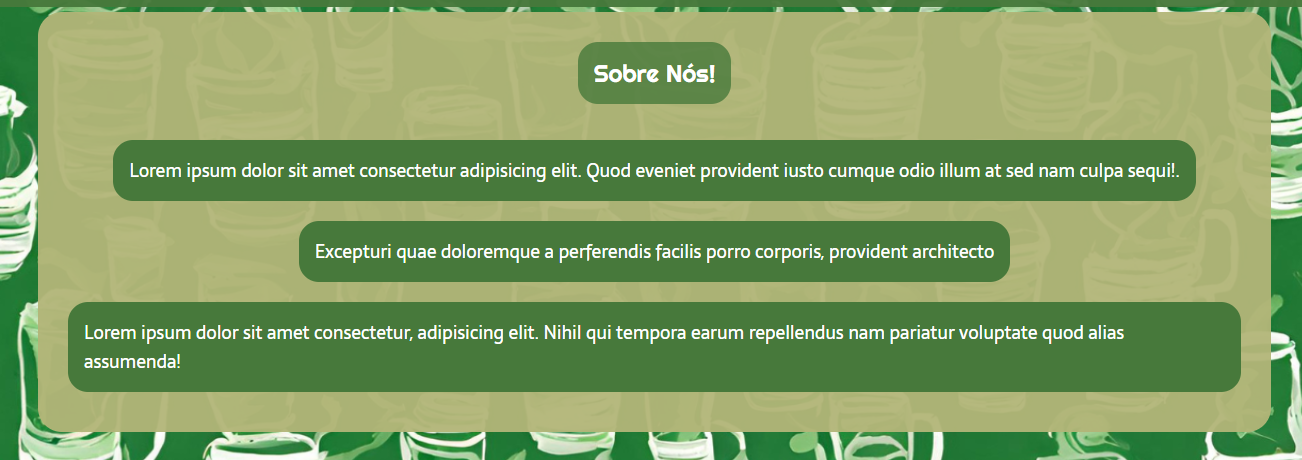 Sobre Nós!
Lorem ipsum dolor sit amet consectetur adipisicing elit. Quod eveniet provident iusto cumque odio illum at sed nam culpa sequi!.
Excepturi quae doloremque a perferendis facilis porro corporis, provident architecto
Lorem ipsum dolor sit amet consectetur, adipisicing elit. Nihil qui tempora earum repellendus nam pariatur voluptate quod alias
assumenda!